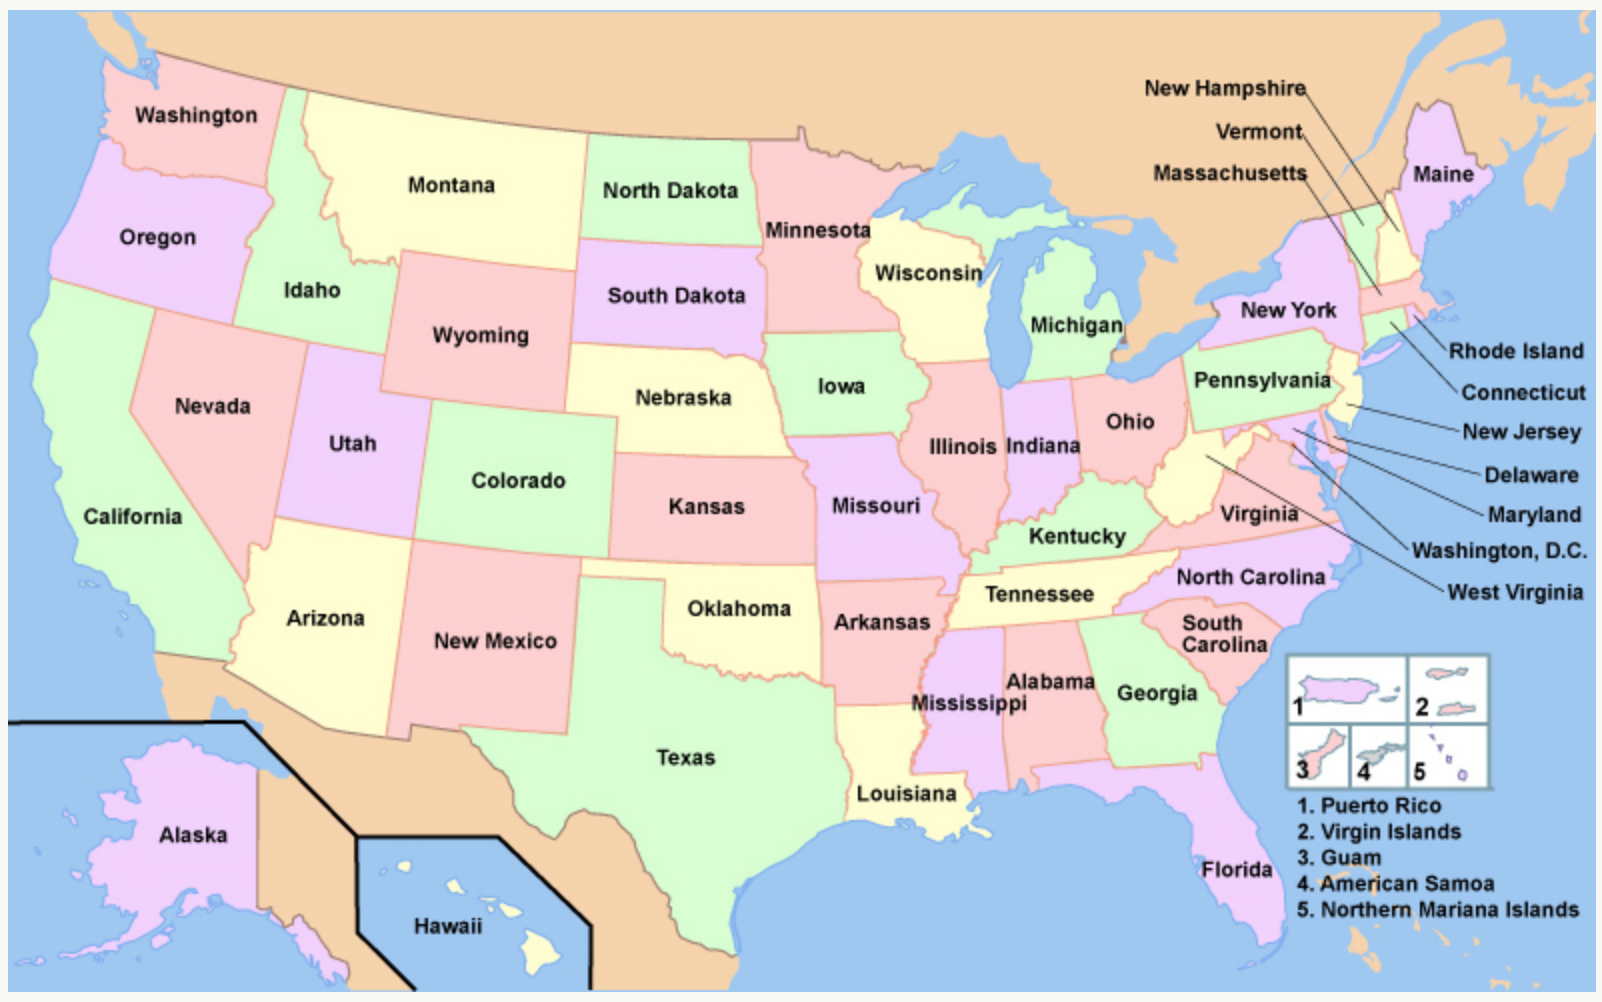 New Hampshire
Vermont
Massachusetts
Maine
Washington
Montana
North Dakota
Minnesota
Oregon
Idaho
Wyoming
South Dakota
Wisconsin
Michigan
New York
Rhode Island
Connecticut
New Jersey
Delaware
Maryland
Washington, D.C.
West Virginia
Nevada
Utah
Colorado
Nebraska
Iowa
Illinois
Indiana
Ohio
Pennsylvania
California
Kansas
Missouri
Kentucky
Virginia
Arizona
New Mexico
Oklahoma
Arkansas
Tennessee
North Carolina
South
Carolina
Texas
Louisiana
Mississippi
Alabama
Georgia
Florida
Alaska
Hawaii
1
2
3
4
5
1. Puerto Rico
2. Virgin Islands
3. Guam
4. American Samoa
5. Northern Mariana Islands